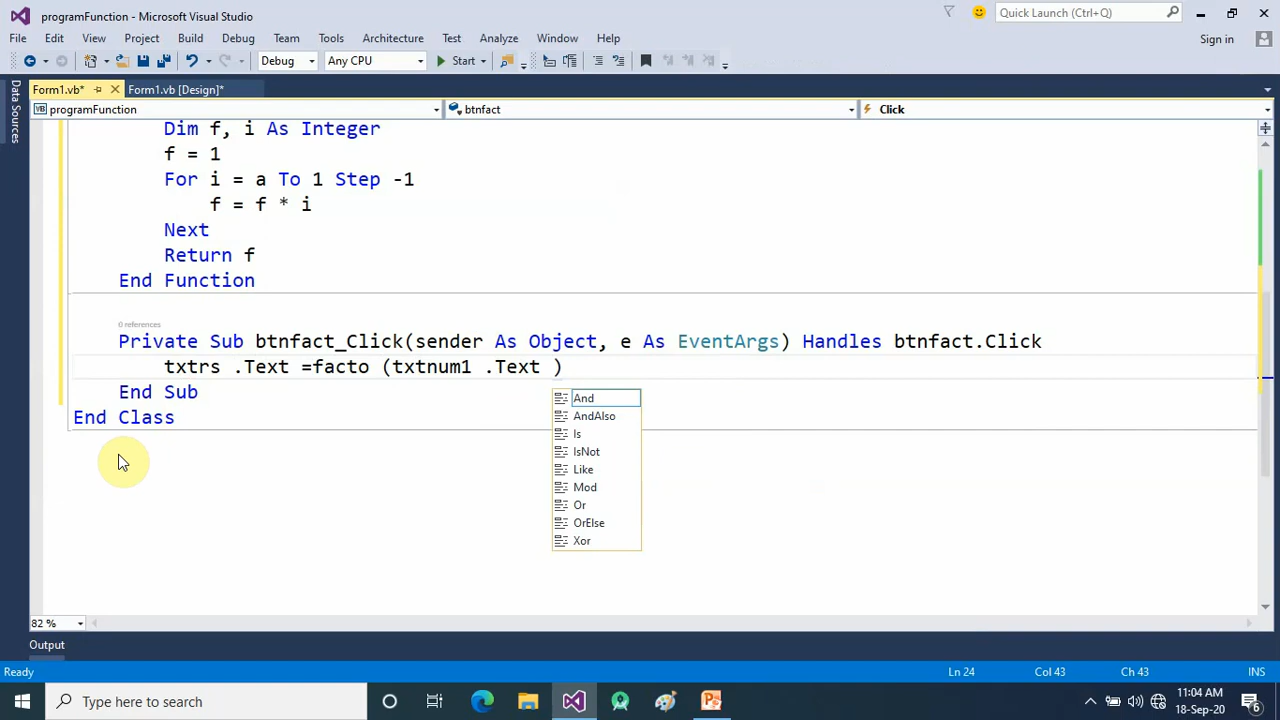 programFunction - Microsoft Visual Studio
Quick Launch (Ctrl+Q)
File Edit View Project Build Debug Team Tools Architecture Test Analyze Window Help
Sign in
Debug Any CPU Start
Form1.vb* Form1.vb [Design]*
Data Sources
programFunction btnfact Click
Dim f, i As Integer
f = 1
For i = a To 1 Step -1
f = f * i
Next
Return f
End Function
0 references
Private Sub btnfact_Click(sender As Object, e As EventArgs) Handles btnfact.Click
txtrs .Text =facto (txtnum1 .Text )
End Sub
End Class
And
AndAlso
Is
IsNot
Like
Mod
Or
OrElse
Xor
82 %
Output
Ready Ln 24 Col 43 Ch 43 INS
Type here to search
11:04 AM
18-Sep-20
6